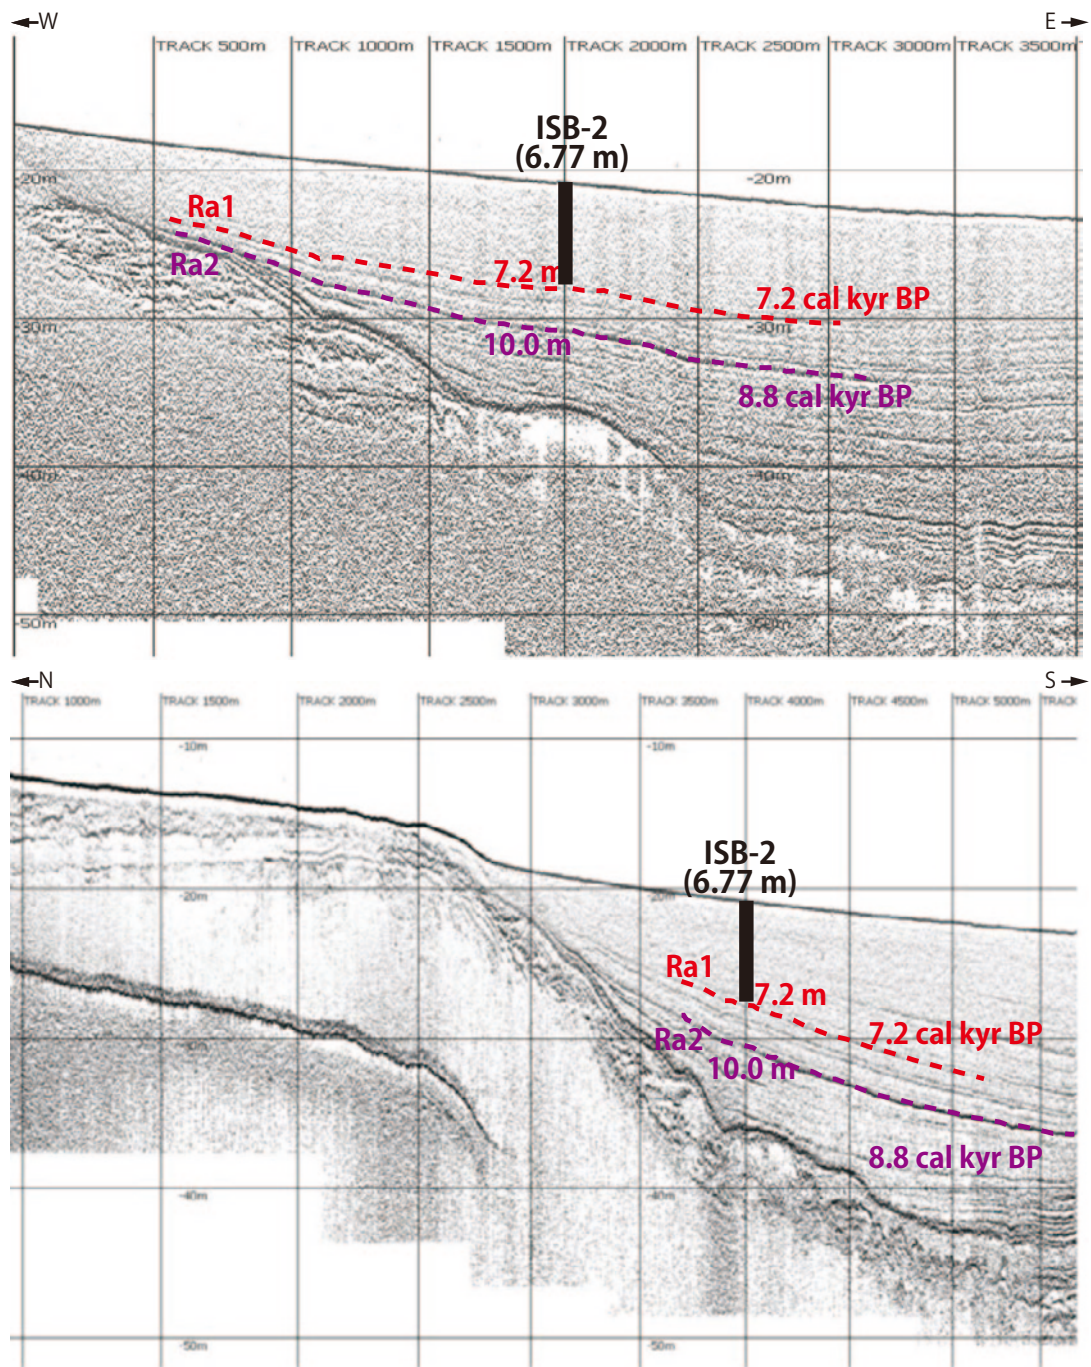 W E
TRACK 500m TRACK 1000m TRACK 1500m TRACK 2000m TRACK 2500m TRACK 3000m TRACK 3500m
ISB-2
(6.77 m)
-20m -20m
Ra1
Ra2
7.2 m
7.2 cal kyr BP
-30m -30m
10.0 m
8.8 cal kyr BP
-40m -40m
-50m -50m
N S
TRACK 1000m TRACK 1500m TRACK 2000m TRACK 2500m TRACK 3000m TRACK 3500m TRACK 4000m TRACK 4500m TRACK 5000m TRACK
-10m -10m
ISB-2
(6.77 m)
-20m
Ra1
7.2 m
7.2 cal kyr BP
Ra2
10.0 m
8.8 cal kyr BP
-40m -40m
-50m -50m